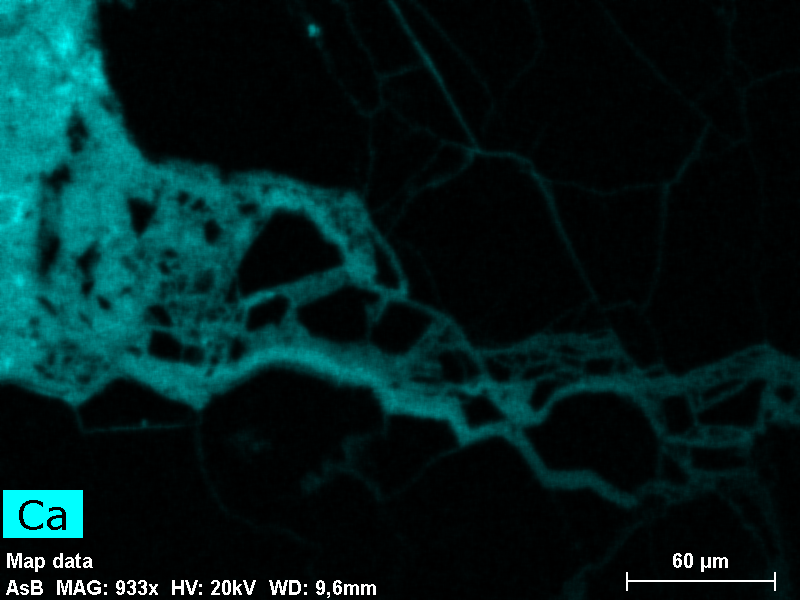 Ca
Map data
60 µm
AsB MAG: 933x HV: 20kV WD: 9,6mm